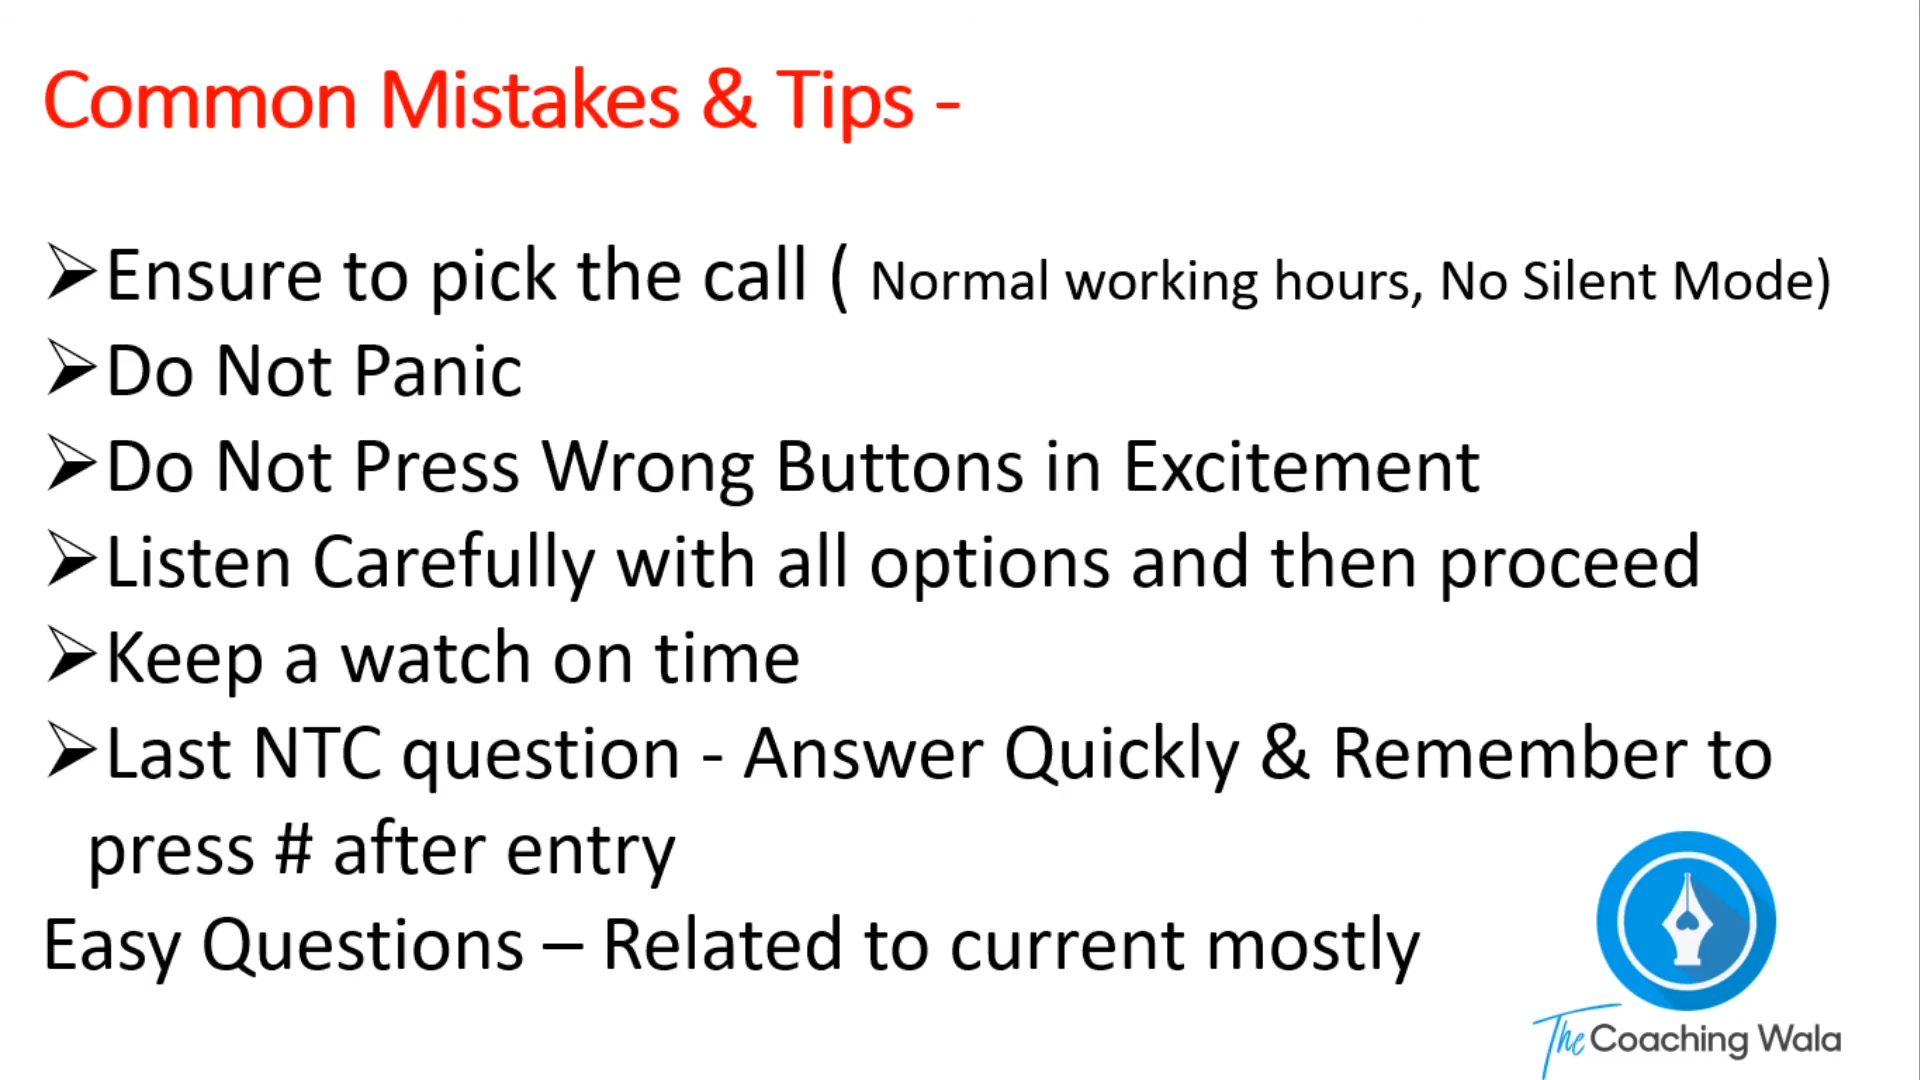 Common Mistakes & Tips -
➢Ensure to pick the call ( Normal working hours, No Silent Mode)
➢Do Not Panic
➢Do Not Press Wrong Buttons in Excitement
➢Listen Carefully with all options and then proceed
➢Keep a watch on time
➢Last NTC question - Answer Quickly & Remember to
press # after entry
Easy Questions – Related to current mostly
The Coaching Wala